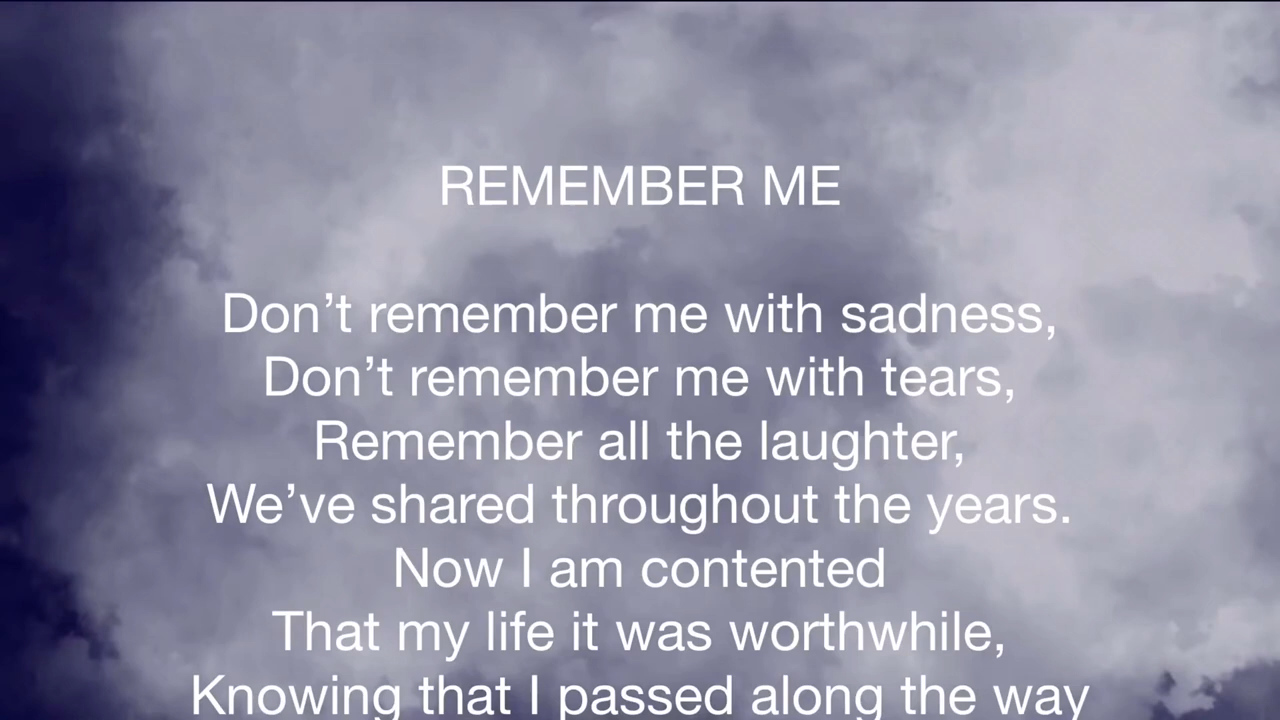 REMEMBER ME
Don’t remember me with sadness,
Don’t remember me with tears,
Remember all the laughter,
We’ve shared throughout the years.
Now I am contented
That my life it was worthwhile,
Knowing that I passed along the way